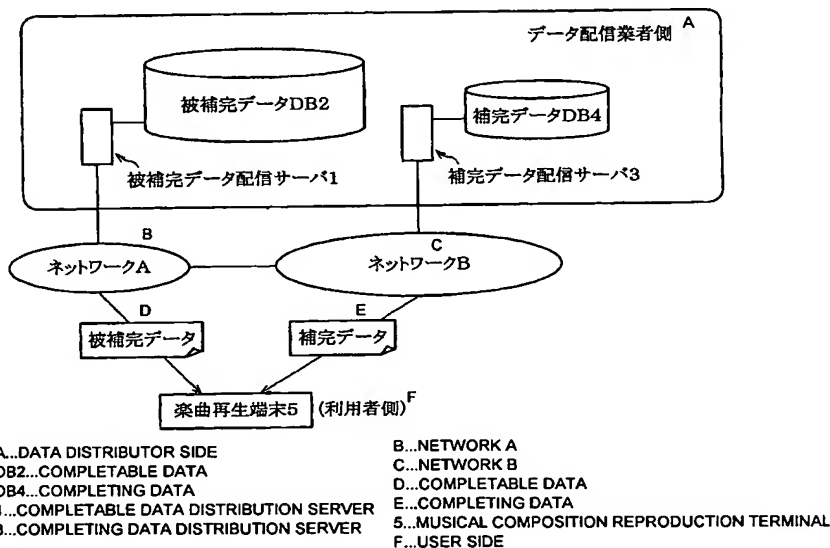 A
データ配信業者側
被補完データDB2
補完データDB4
被補完データ配信サーバ1
補完データ配信サーバ3
B
C
ネットワークA
ネットワークB
D
E
被補完データ
補完データ
楽曲再生端末5 (利用者側) F
A...DATA DISTRIBUTOR SIDE
DB2...COMPLETABLE DATA
DB4...COMPLETING DATA
1...COMPLETABLE DATA DISTRIBUTION SERVER
3...COMPLETING DATA DISTRIBUTION SERVER
B...NETWORK A
C...NETWORK B
D...COMPLETABLE DATA
E...COMPLETING DATA
5...MUSICAL COMPOSITION REPRODUCTION TERMINAL
F...USER SIDE